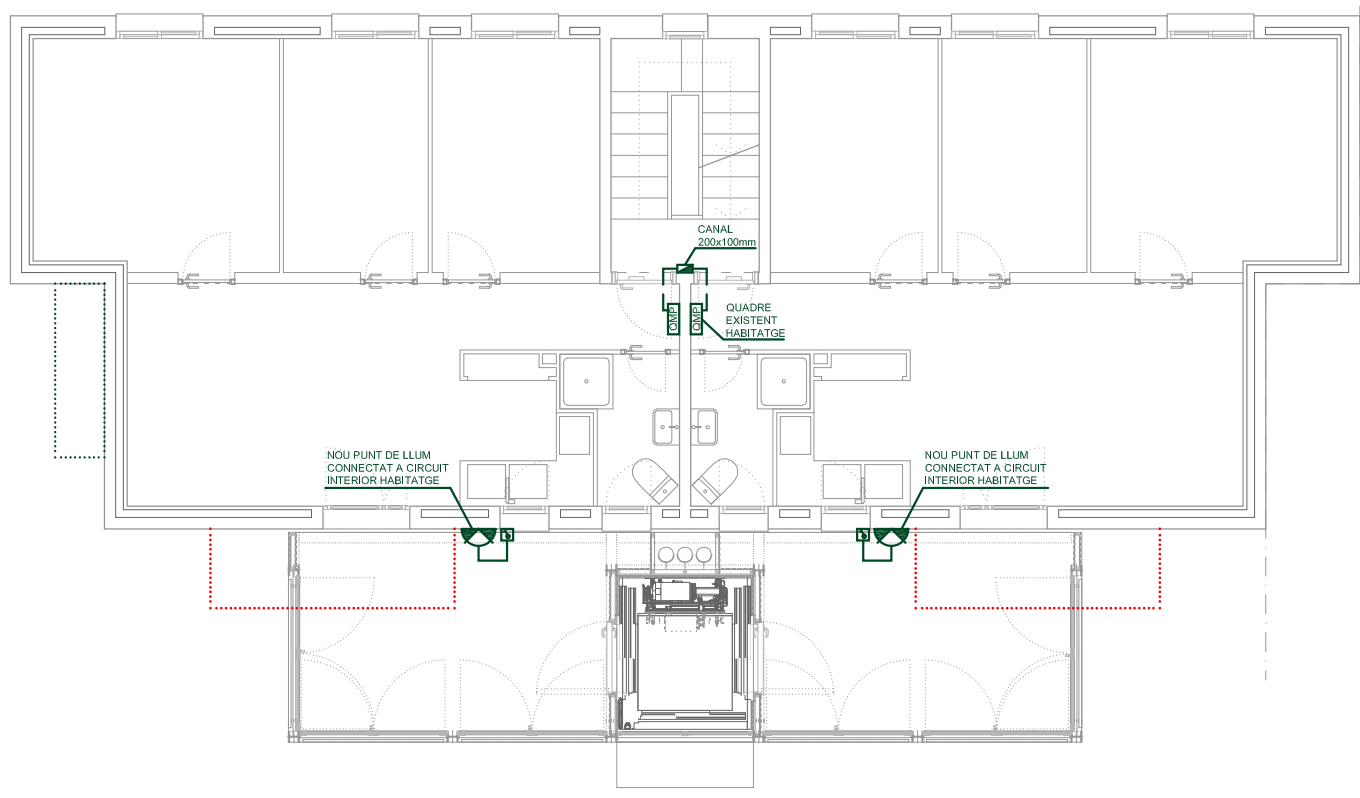 CANAL
200x100mm
QMP
QMP
QUADRE
EXISTENT
HABITATGE
NOU PUNT DE LLUM
CONNECTAT A CIRCUIT
INTERIOR HABITATGE
NOU PUNT DE LLUM
CONNECTAT A CIRCUIT
INTERIOR HABITATGE